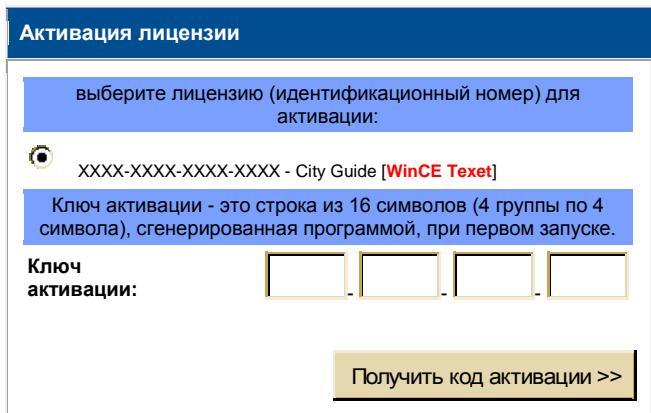 Активация лицензии
выберите лицензию (идентификационный номер) для
активации:
XXXX-XXXX-XXXX-XXXX - City Guide [WinCE Texet]
Ключ активации - это строка из 16 символов (4 группы по 4
символа), сгенерированная программой, при первом запуске.
Ключ
активации:
- - -
Получить код активации >>